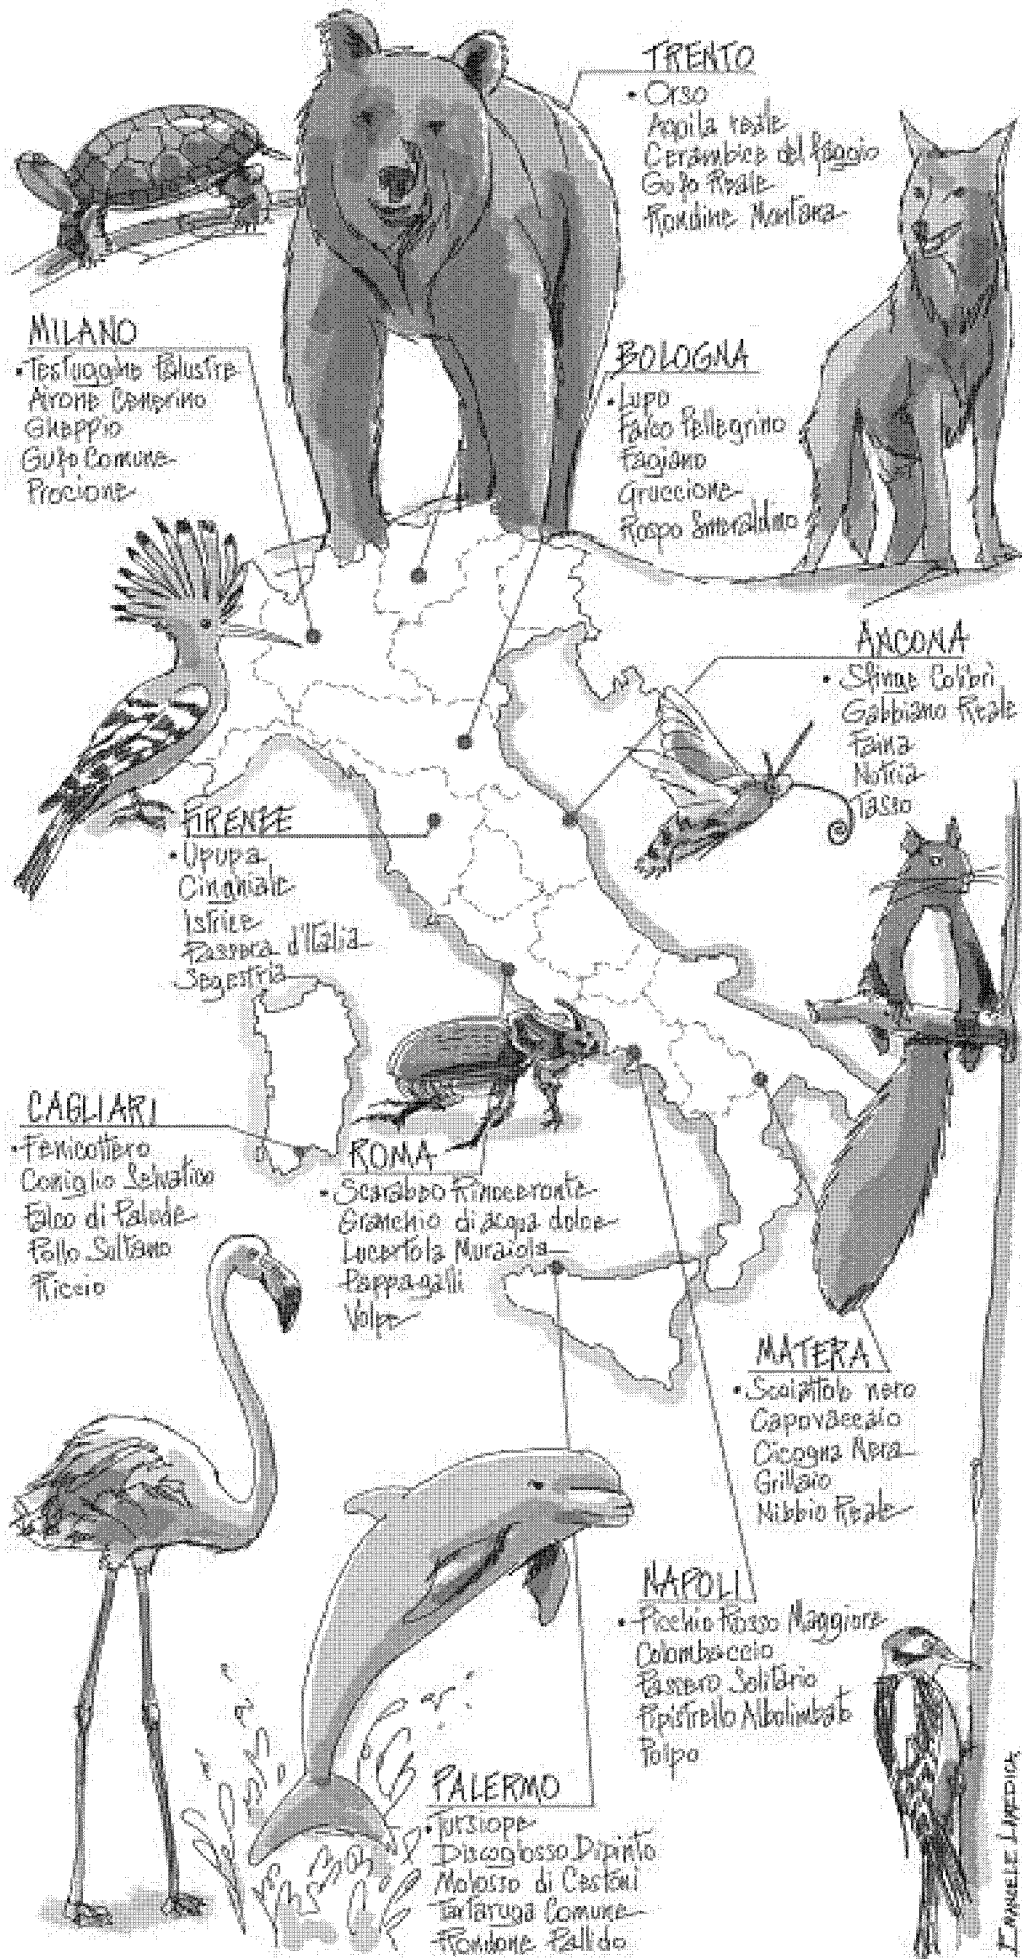 TRENTO
• Orso
Aquila reale
Cerambice del faggio
Gufo Reale
Rondine Montana
MILANO
• Testuggine Palustre
Airone Cenerino
Gheppio
Gufo Comune
Procione
BOLOGNA
• Lupo
Falco Pellegrino
Fagiano
Gruccione
Rospo Smeraldino
ANCONA
• Sfinge Colibrì
Gabbiano Reale
Faina
Nutria
Tasso
FIRENZE
• Upupa
Cinghiale
Istrice
Passera d'Italia
Segestria
CAGLIARI
• Fenicottero
Coniglio Selvatico
Falco di Palude
Pollo Sultano
Riccio
ROMA
• Scarabeo Rinoceronte
Granchio di acqua dolce
Lucertola Muraiola
Pappagalli
Volpe
MATERA
• Scoiattolo nero
Capovaccaio
Cicogna Nera
Grillaio
Nibbio Reale
NAPOLI
• Picchio Rosso Maggiore
Colombaccio
Passero Solitario
Pipistrello Albolimbato
Polpo
PALERMO
• Tursiope
Discoglosso Dipinto
Molosso di Cestoni
Tartaruga Comune
Rondone Pallido
EMANUELE LAMEDICA